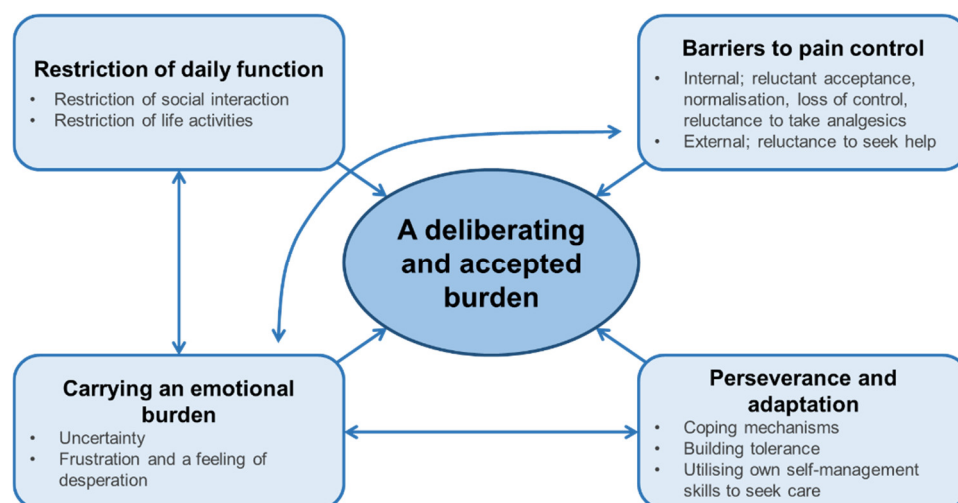 Restriction of daily function
• Restriction of social interaction
• Restriction of life activities
Barriers to pain control
• Internal; reluctant acceptance,
normalisation, loss of control,
reluctance to take analgesics
• External; reluctance to seek help
A deliberating
and accepted
burden
Carrying an emotional
burden
• Uncertainty
• Frustration and a feeling of
desperation
Perseverance and
adaptation
• Coping mechanisms
• Building tolerance
• Utilising own self-management
skills to seek care